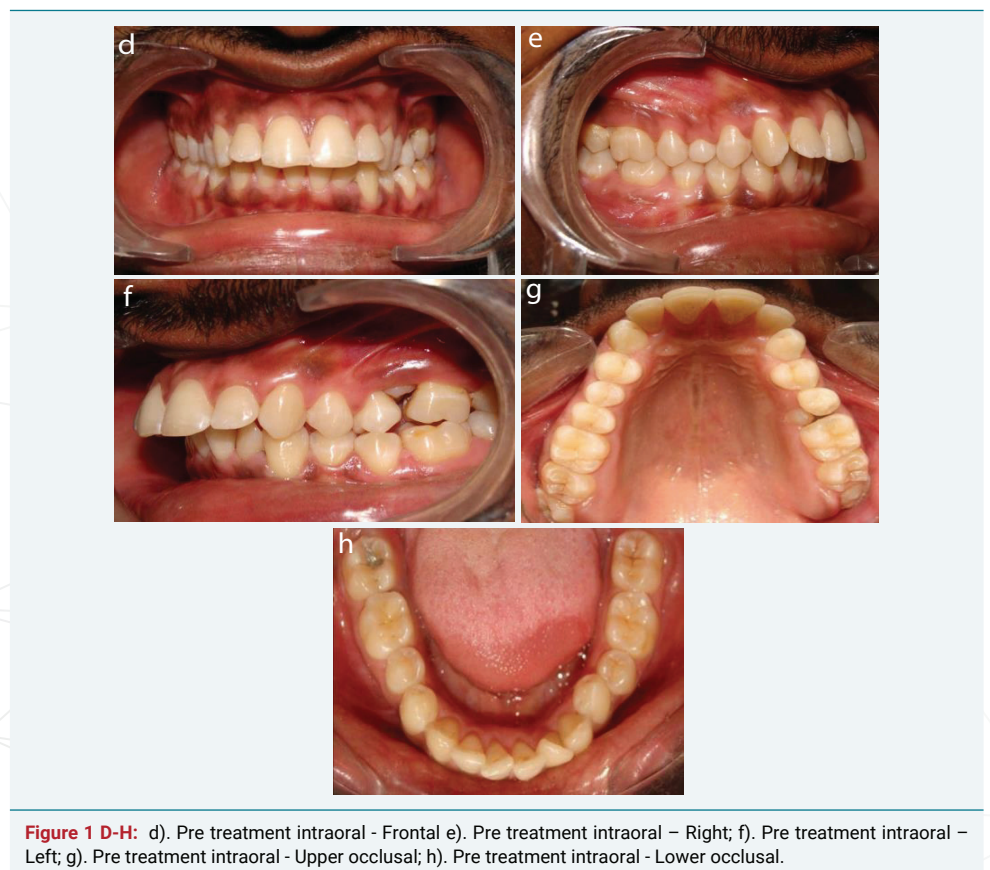 d
e
f
g
h
Figure 1 D-H: d). Pre treatment intraoral - Frontal e). Pre treatment intraoral – Right; f). Pre treatment intraoral –
Left; g). Pre treatment intraoral - Upper occlusal; h). Pre treatment intraoral - Lower occlusal.